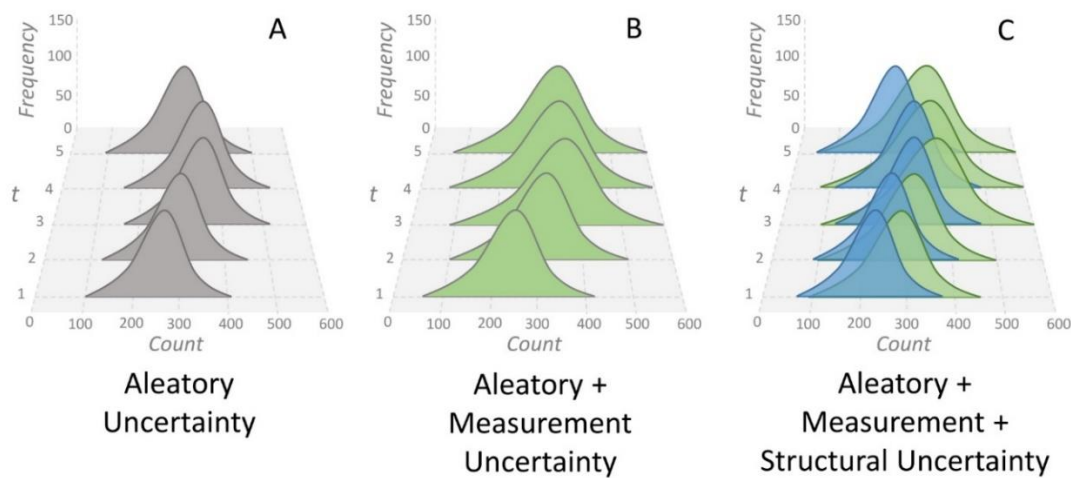 A
Frequency
150
100
50
0
5
4
3
2
1
t
0 100 200 300 400 500 600
Count
Aleatory
Uncertainty
B
Frequency
150
100
50
0
5
4
3
2
1
t
0 100 200 300 400 500 600
Count
Aleatory +
Measurement
Uncertainty
C
Frequency
150
100
50
0
5
4
3
2
1
t
0 100 200 300 400 500 600
Count
Aleatory +
Measurement +
Structural Uncertainty